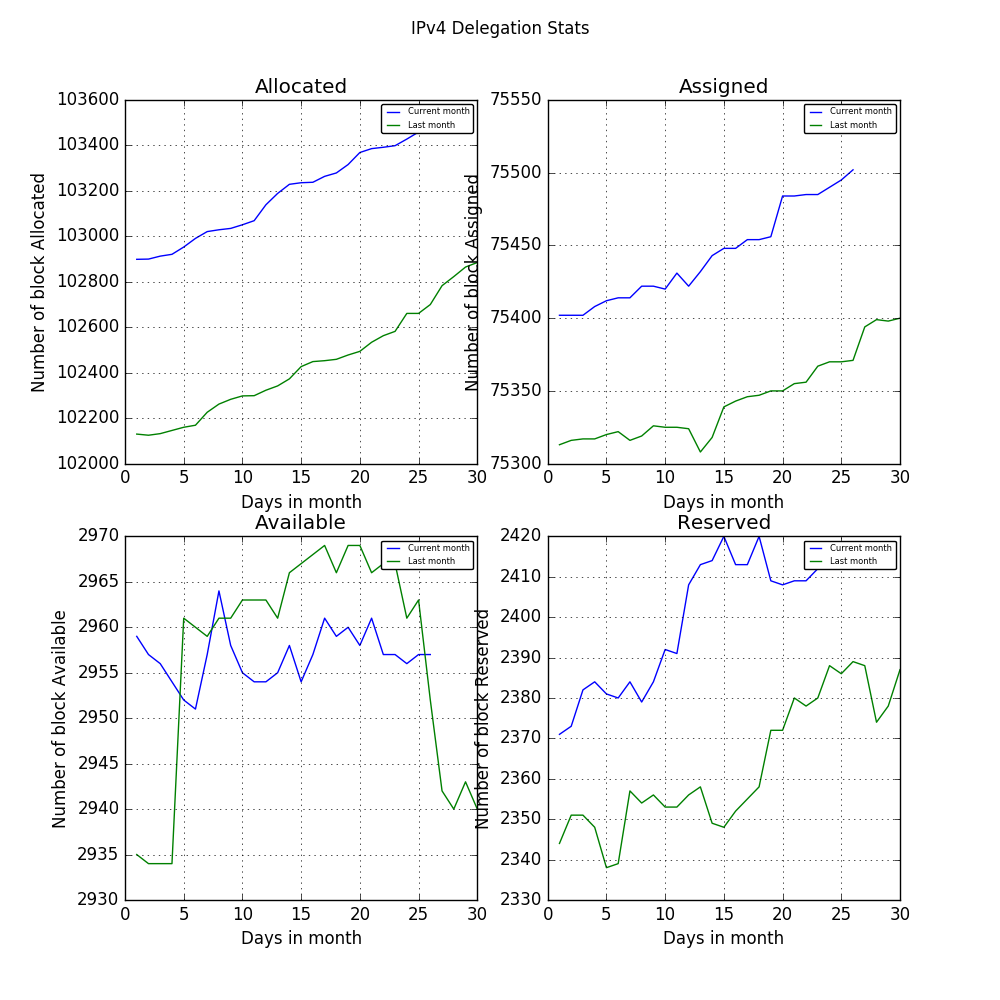 IPv4 Delegation Stats
Allocated
Number of block Allocated
103600
103400
103200
103000
102800
102600
102400
102200
102000
0 5 10 15 20 25 30
Days in month
Current month
Last month
Assigned
Number of block Assigned
75550
75500
75450
75400
75350
75300
0 5 10 15 20 25 30
Days in month
Current month
Last month
Available
Number of block Available
2970
2965
2960
2955
2950
2945
2940
2935
2930
0 5 10 15 20 25 30
Days in month
Current month
Last month
Reserved
Number of block Reserved
2420
2410
2400
2390
2380
2370
2360
2350
2340
2330
0 5 10 15 20 25 30
Days in month
Current month
Last month